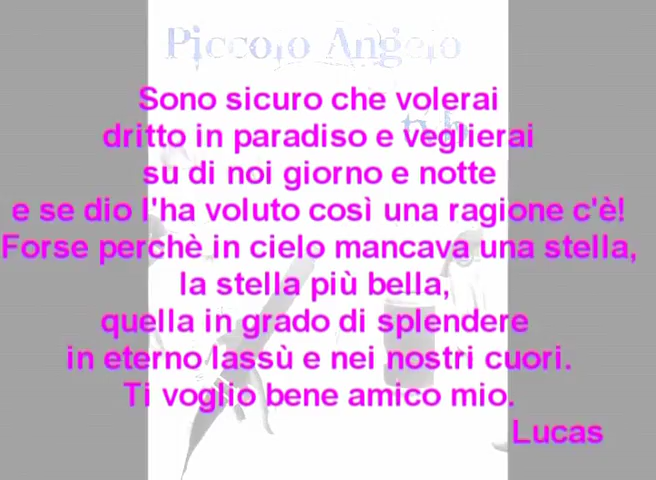 Piccolo Angelo
Sono sicuro che volerai
dritto in paradiso e veglierai
su di noi giorno e notte
e se dio l'ha voluto così una ragione c'è!
Forse perchè in cielo mancava una stella,
la stella più bella,
quella in grado di splendere
in eterno lassù e nei nostri cuori.
Ti voglio bene amico mio.
Lucas